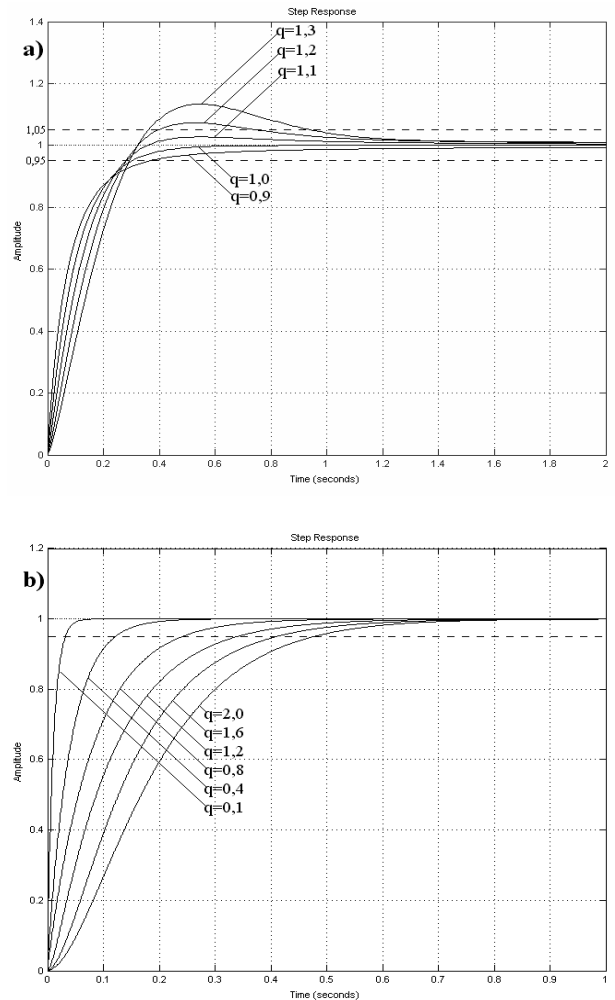 Step Response
1.4
a)
q=1,3
q=1,2
q=1,1
1.2
1,05
1
0,95
q=1,0
q=0,9
0.8
Amplitude
0.6
0.4
0.2
0
0 0.2 0.4 0.6 0.8 1 1.2 1.4 1.6 1.8 2
Time (seconds)
Step Response
1.2
b)
1
0.8
q=2,0
q=1,6
q=1,2
q=0,8
q=0,4
q=0,1
Amplitude
0.6
0.4
0.2
0
0 0.1 0.2 0.3 0.4 0.5 0.6 0.7 0.8 0.9 1
Time (seconds)